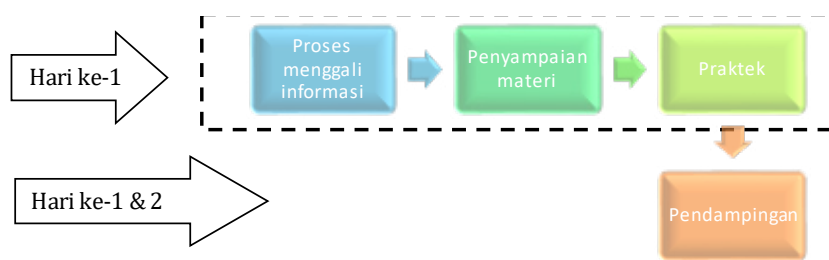 Hari ke-1
Proses
menggali
informasi
Penyampaian
materi
Praktek
Hari ke-1 & 2
Pendampingan